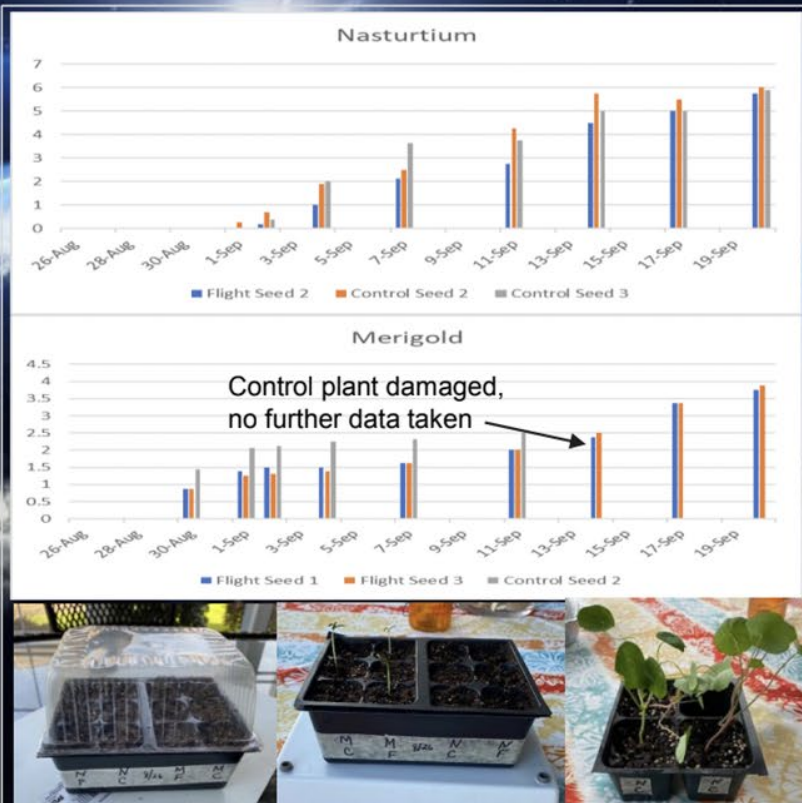 Nasturtium
7
6
5
4
3
2
1
0
26-Aug
28-Aug
30-Aug
1-Sep
3-Sep
5-Sep
7-Sep
9-Sep
11-Sep
13-Sep
15-Sep
17-Sep
19-Sep
Flight Seed 2 Control Seed 2 Control Seed 3
Merigold
4.5
4
3.5
3
2.5
2
1.5
1
0.5
0
Control plant damaged,
no further data taken
26-Aug
28-Aug
30-Aug
1-Sep
3-Sep
5-Sep
7-Sep
9-Sep
11-Sep
13-Sep
15-Sep
17-Sep
19-Sep
Flight Seed 1 Flight Seed 3 Control Seed 2
N F N C 8/26 M F M C
M C M F 8/26 N C N F
N C